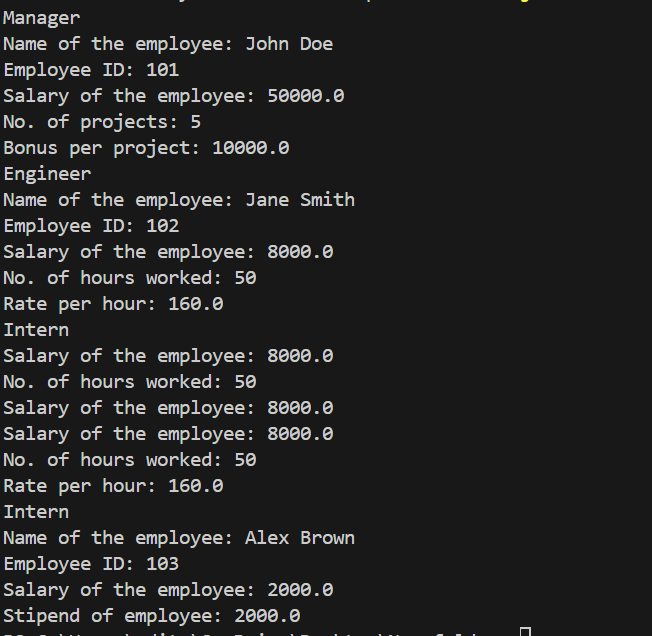 Manager
Name of the employee: John Doe
Employee ID: 101
Salary of the employee: 50000.0
No. of projects: 5
Bonus per project: 10000.0
Engineer
Name of the employee: Jane Smith
Employee ID: 102
Salary of the employee: 8000.0
No. of hours worked: 50
Rate per hour: 160.0
Intern
Salary of the employee: 8000.0
No. of hours worked: 50
Salary of the employee: 8000.0
Salary of the employee: 8000.0
No. of hours worked: 50
Rate per hour: 160.0
Intern
Name of the employee: Alex Brown
Employee ID: 103
Salary of the employee: 2000.0
Stipend of employee: 2000.0